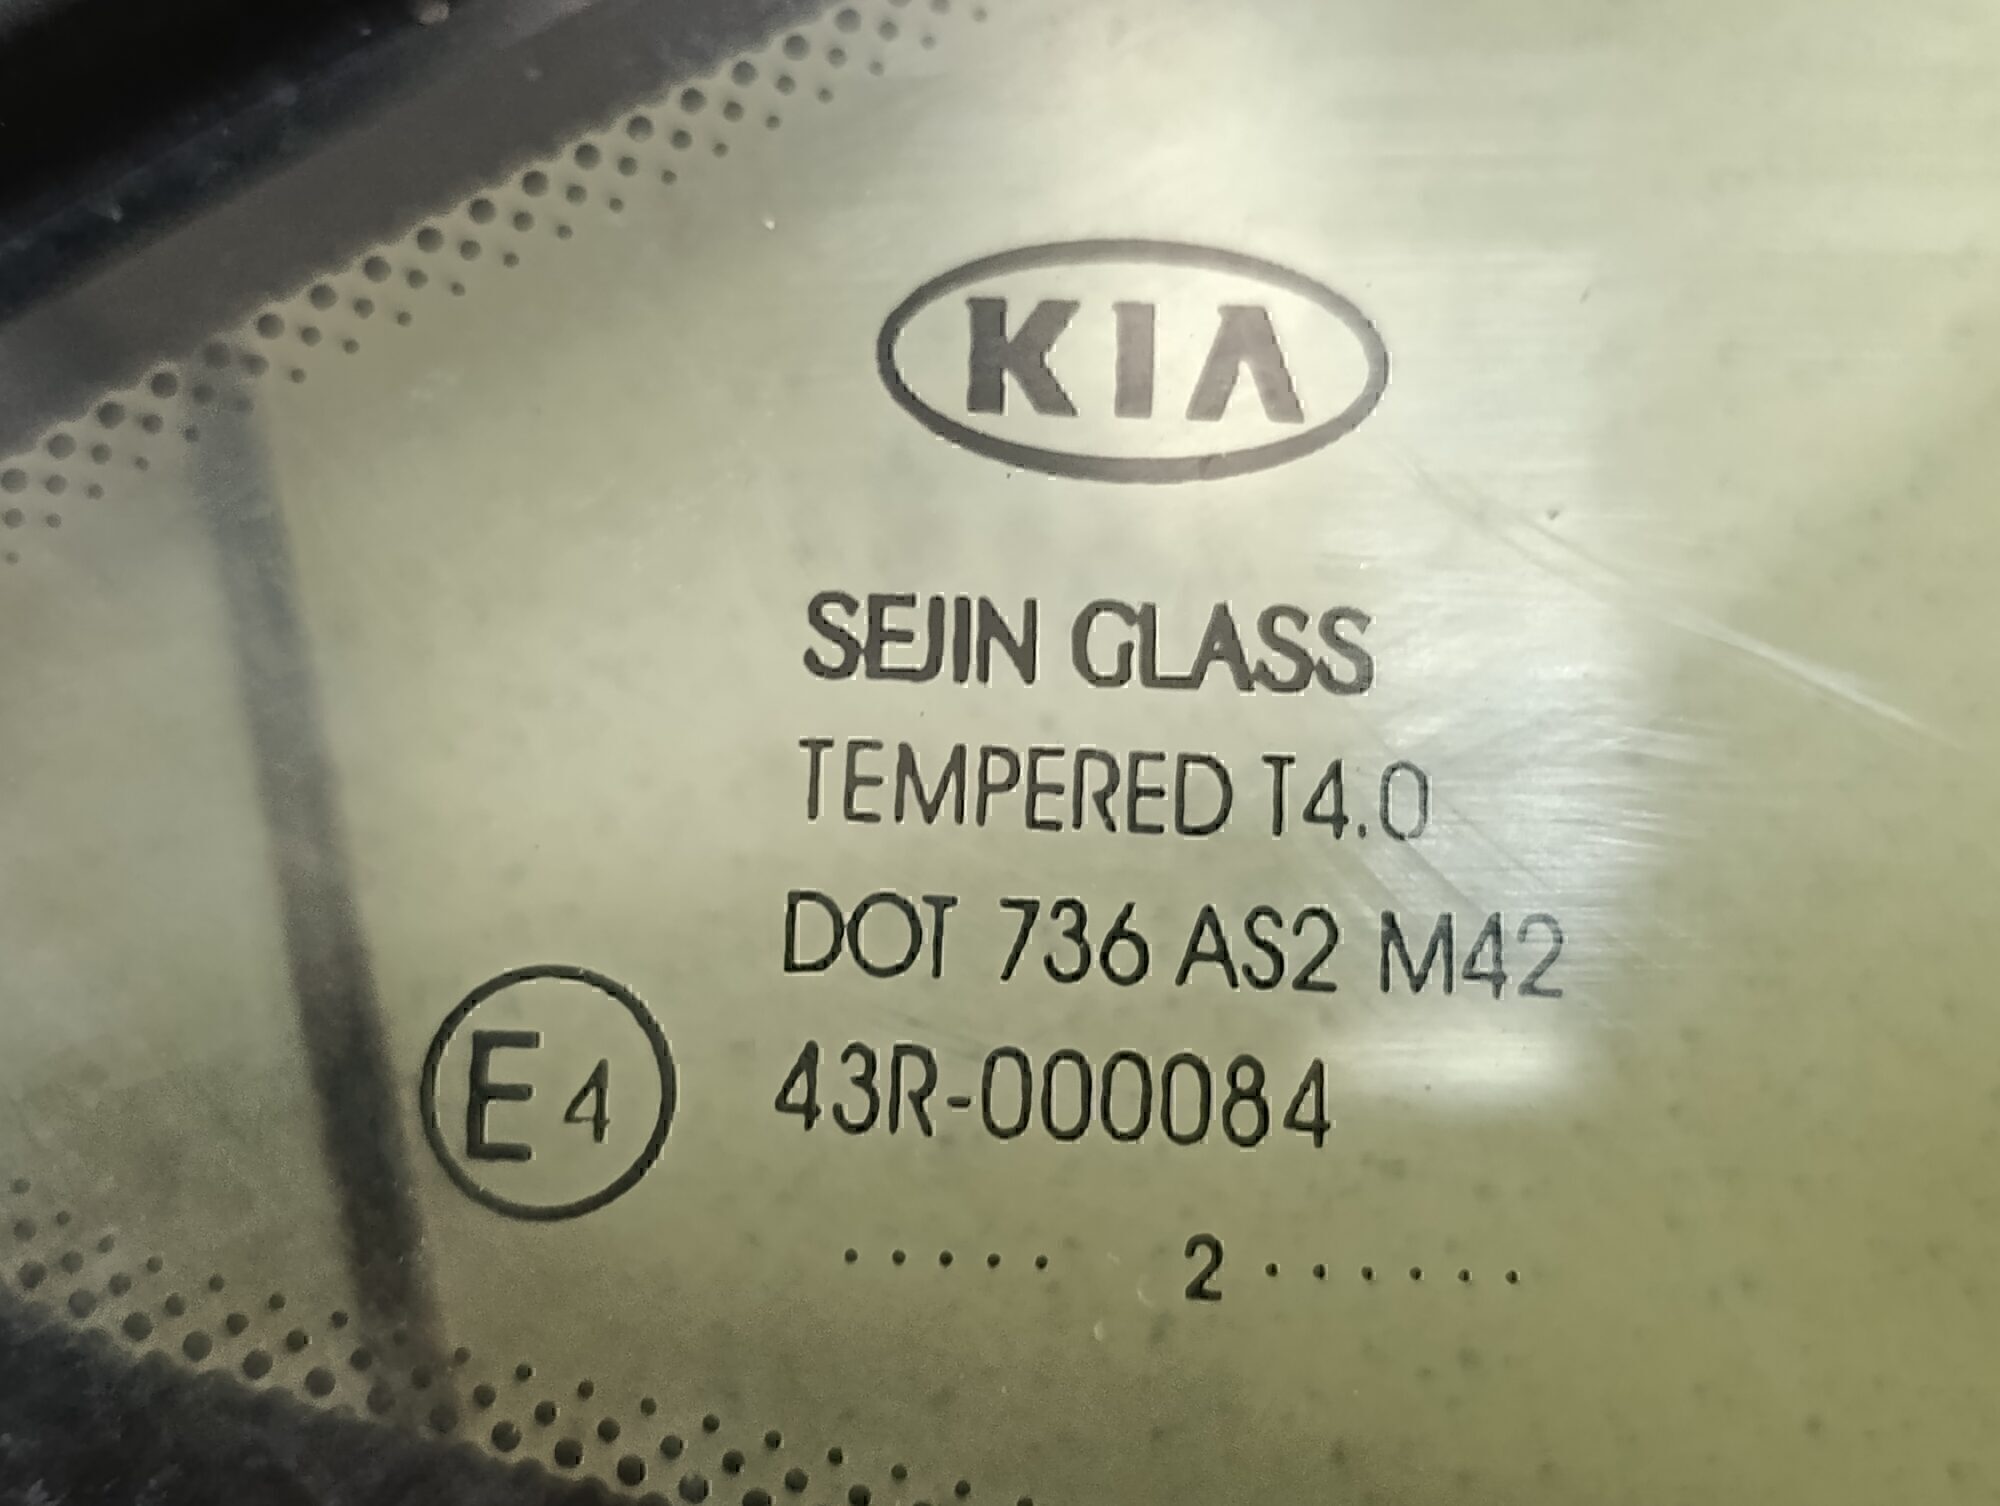 KIA
SEJIN GLASS
TEMPERED T4.0
DOT 736 AS2 M42
E4 43R-000084
..... 2 ......